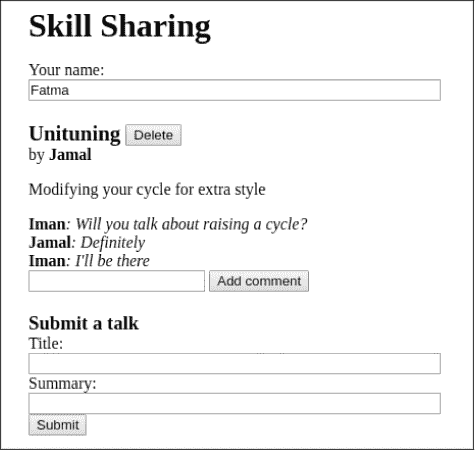 Skill Sharing
Your name:
Fatma
Unituning Delete
by Jamal
Modifying your cycle for extra style
Iman: Will you talk about raising a cycle?
Jamal: Definitely
Iman: I'll be there
Add comment
Submit a talk
Title:
Summary:
Submit